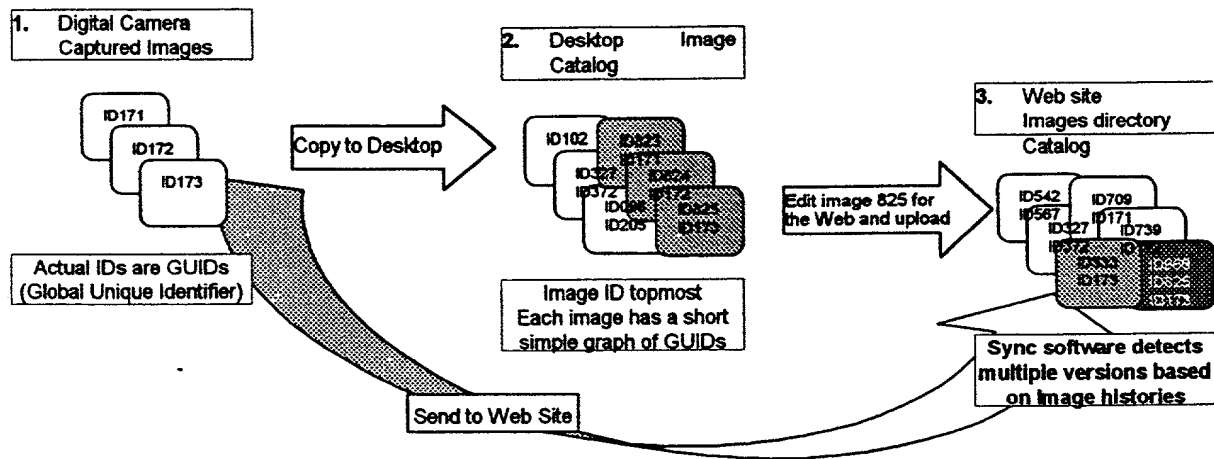 1. Digital Camera
Captured Images
ID171
ID172
ID173
Actual IDs are GUIDs
(Global Unique Identifier)
Copy to Desktop
2. Desktop Image
Catalog
ID102
ID823
ID171
ID327
ID372
ID824
ID172
ID205
ID825
ID173
Image ID topmost
Each image has a short
simple graph of GUIDs
Edit image 825 for
the Web and upload
3. Web site
Images directory
Catalog
ID542
ID567
ID709
ID171
ID327
ID372
ID739
ID533
ID173
Sync software detects
multiple versions based
on Image histories
Send to Web Site